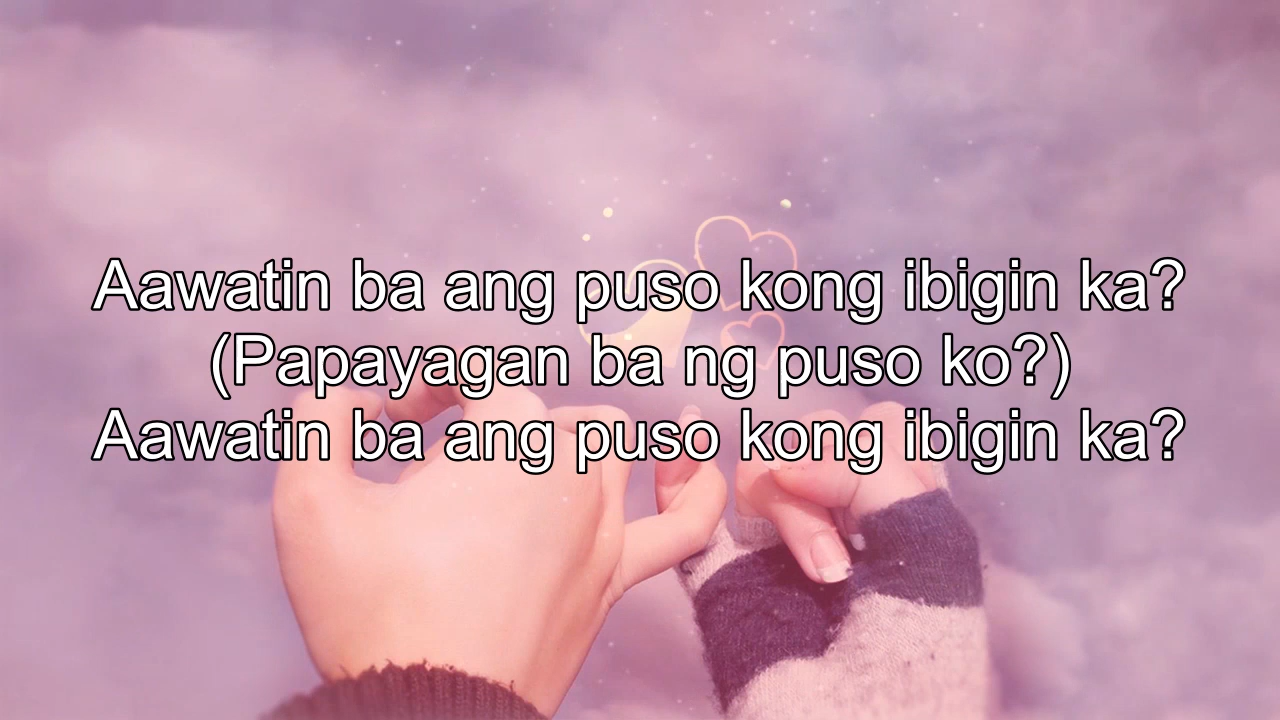 Aawatin ba ang puso kong ibigin ka?
(Papayagan ba ng puso ko?)
Aawatin ba ang puso kong ibigin ka?